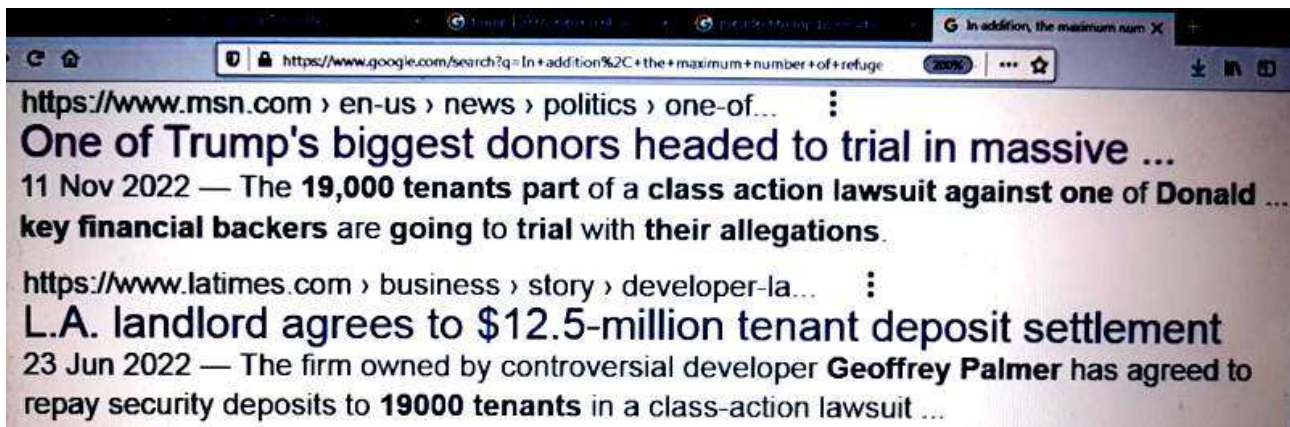 In addition, the maximum num
https://www.google.com/search?q=In+addition%2C+the+maximum+number+of+refuge
200%
https://www.msn.com › en-us › news › politics › one-of...
One of Trump's biggest donors headed to trial in massive ...
11 Nov 2022 — The 19,000 tenants part of a class action lawsuit against one of Donald ...
key financial backers are going to trial with their allegations.
https://www.latimes.com › business › story › developer-la...
L.A. landlord agrees to $12.5-million tenant deposit settlement
23 Jun 2022 — The firm owned by controversial developer Geoffrey Palmer has agreed to
repay security deposits to 19000 tenants in a class-action lawsuit ...